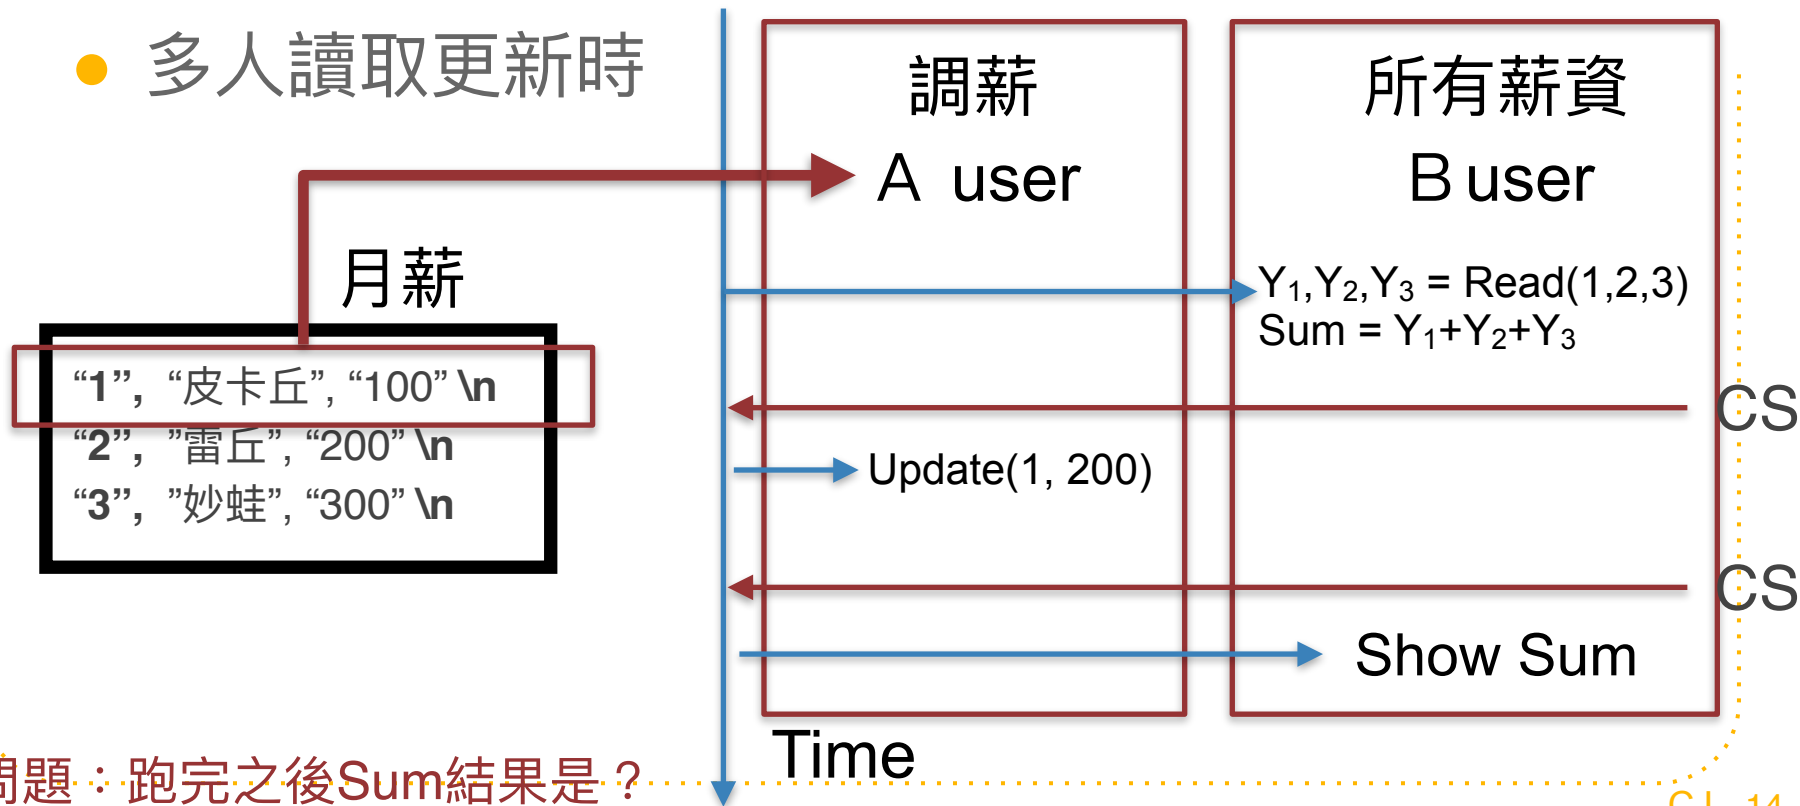 多人讀取更新時
調薪
A user
所有薪資
B user
月薪
“1”, “皮卡丘”, “100” \n
“2”, ”雷丘”, “200” \n
“3”, ”妙蛙”, “300” \n
Y₁,Y₂,Y₃ = Read(1,2,3)
Sum = Y₁+Y₂+Y₃
CS
Update(1, 200)
CS
Show Sum
Time
問題：跑完之後Sum結果是？